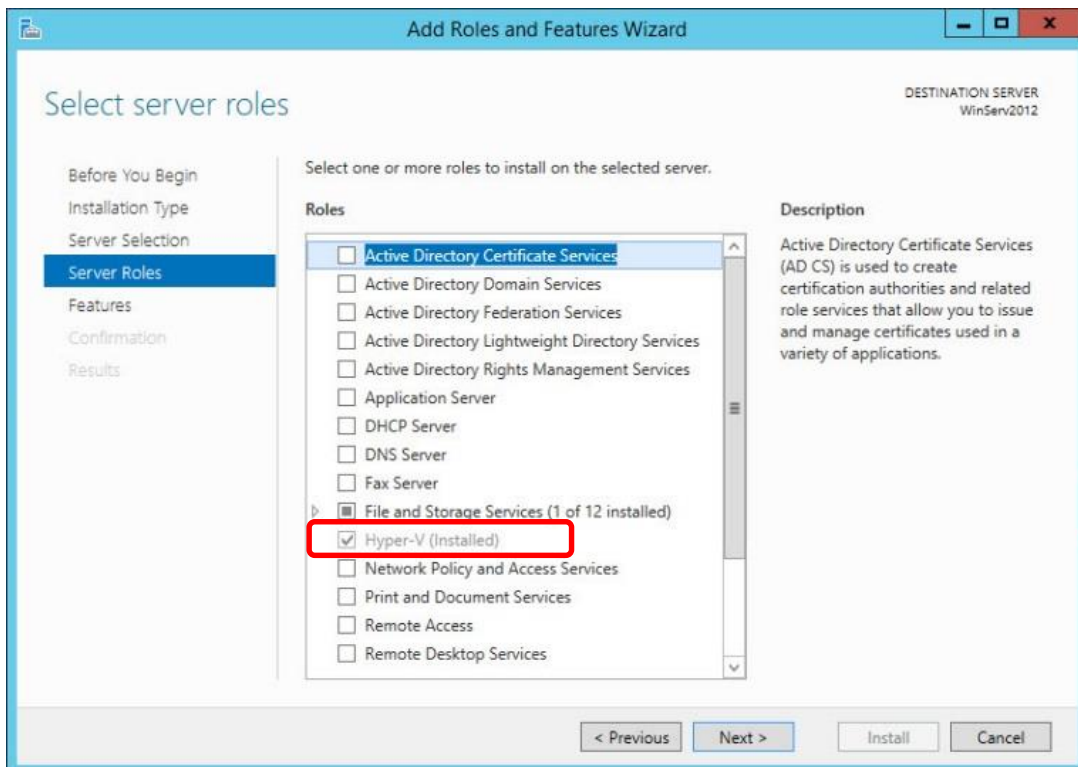 Add Roles and Features Wizard
Select server roles
DESTINATION SERVER
WinServ2012
Before You Begin
Installation Type
Server Selection
Server Roles
Features
Confirmation
Results
Select one or more roles to install on the selected server.
Roles
Active Directory Certificate Services
Active Directory Domain Services
Active Directory Federation Services
Active Directory Lightweight Directory Services
Active Directory Rights Management Services
Application Server
DHCP Server
DNS Server
Fax Server
File and Storage Services (1 of 12 installed)
Hyper-V (Installed)
Network Policy and Access Services
Print and Document Services
Remote Access
Remote Desktop Services
Description
Active Directory Certificate Services
(AD CS) is used to create
certification authorities and related
role services that allow you to issue
and manage certificates used in a
variety of applications.
< Previous
Next >
Install
Cancel